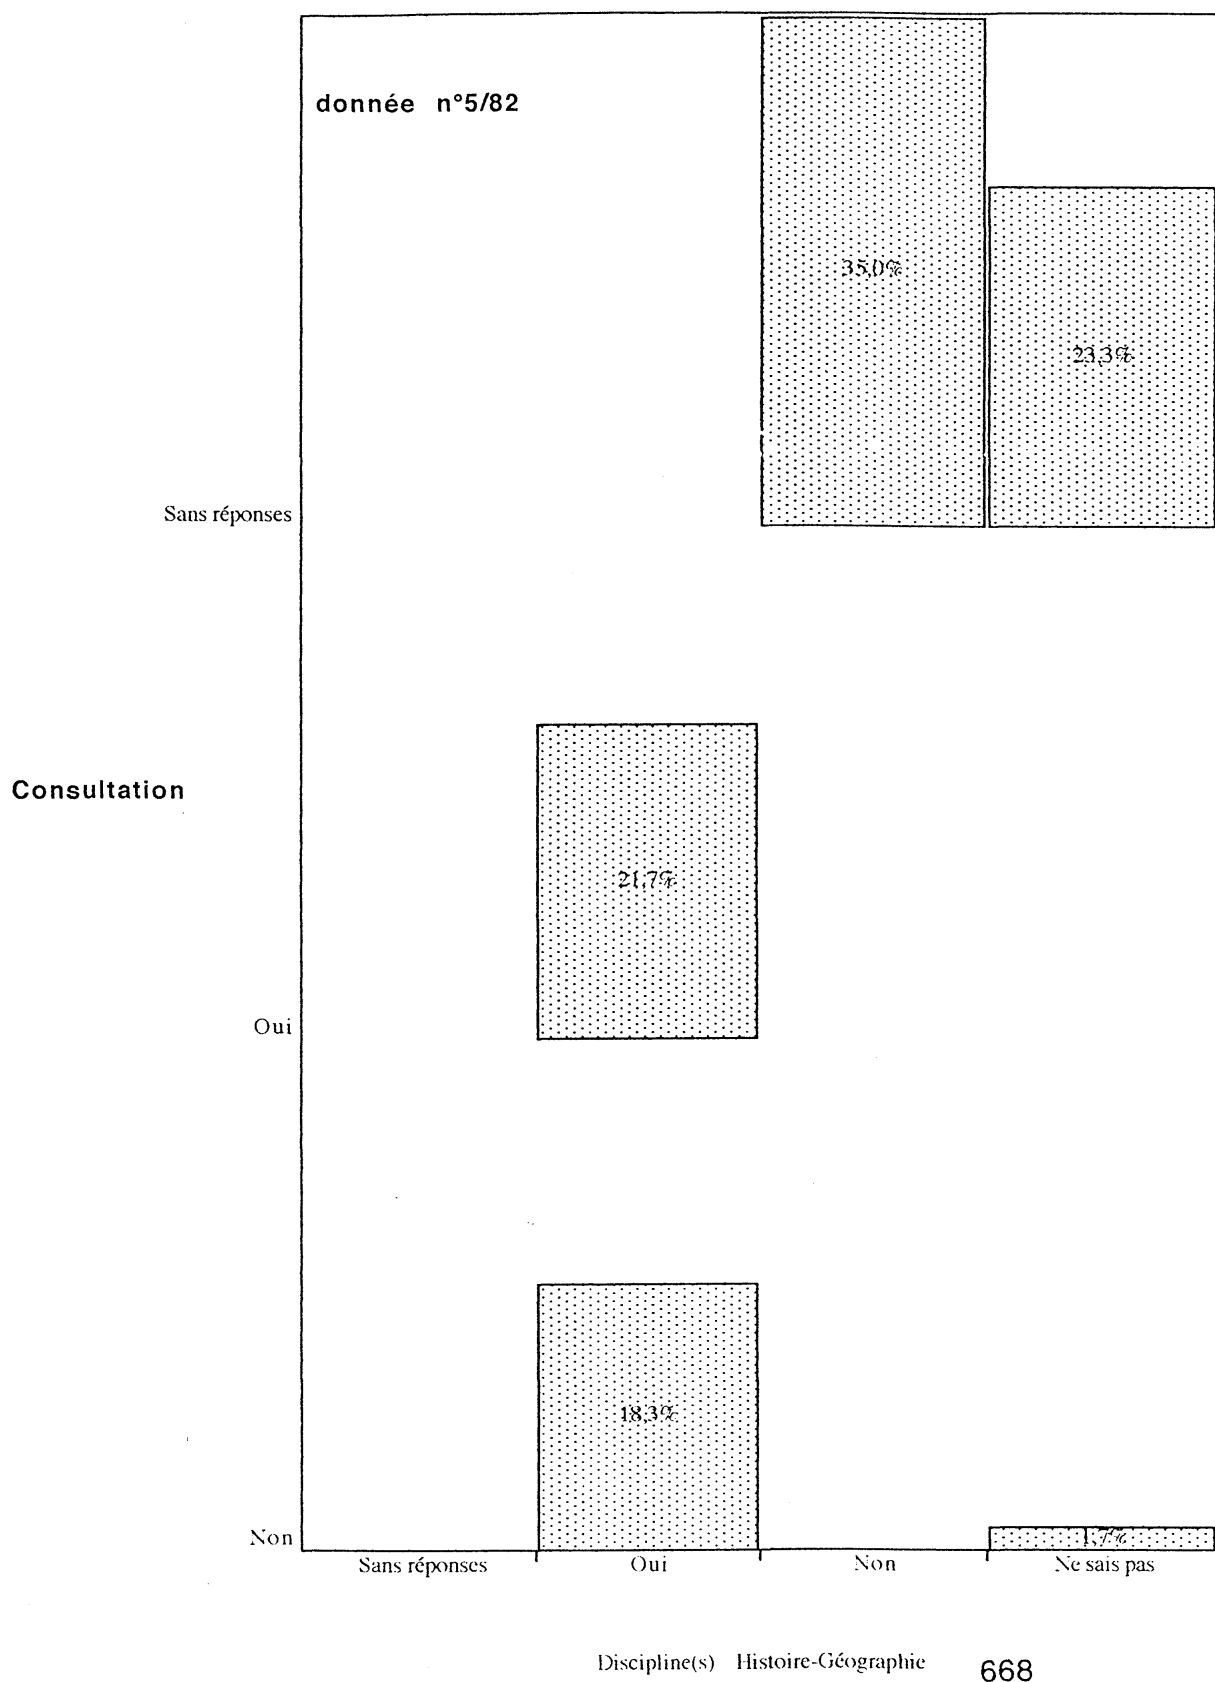 donnée n°5/82
35,0%
23,3%
Sans réponses
Consultation
21,7%
Oui
18,3%
Non
1,7%
Sans réponses Oui Non Ne sais pas
Discipline(s) Histoire-Géographie 668